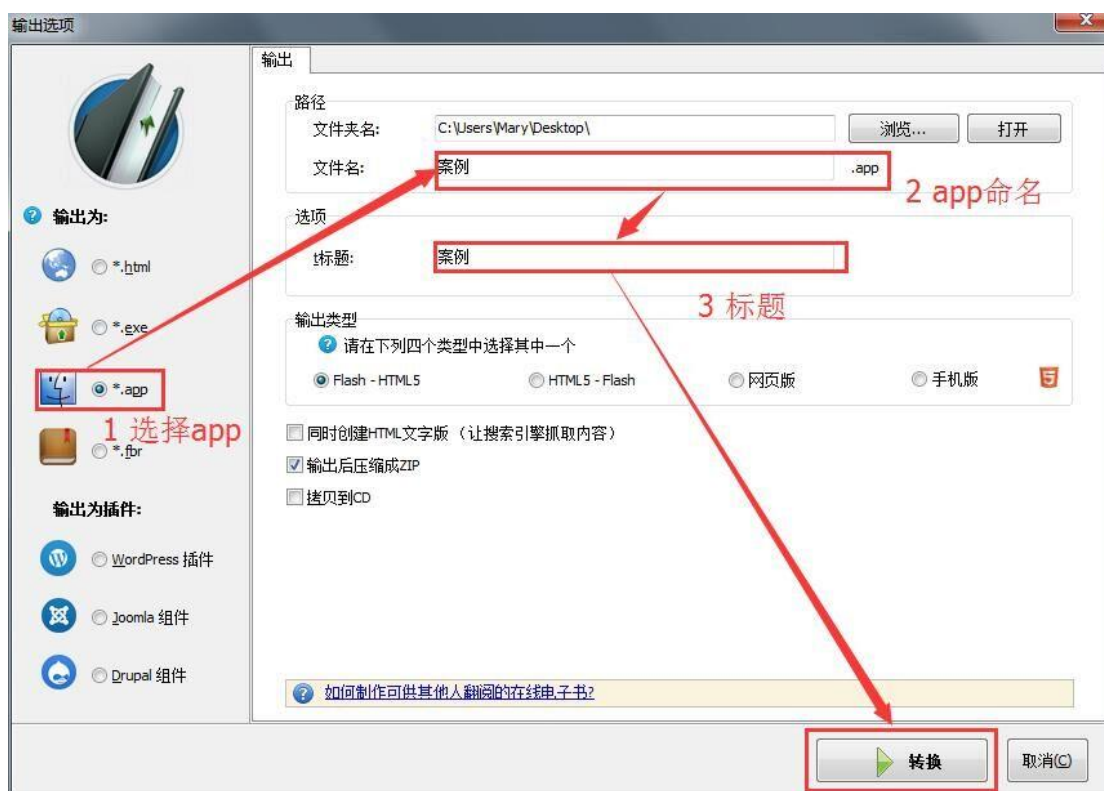 输出选项
输出
路径
文件夹名: C:\Users\Mary\Desktop\ 浏览... 打开
文件名: 案例 .app
2 app命名
输出为:
选项
*.html
t标题: 案例
3 标题
*.exe
输出类型
请在下列四个类型中选择其中一个
*.app
Flash - HTML5 HTML5 - Flash 网页版 手机版
1 选择app
*.fbr
同时创建HTML文字版 (让搜索引擎抓取内容)
输出后压缩成ZIP
拷贝到CD
输出为插件:
WordPress 插件
Joomla 组件
Drupal 组件
如何制作可供其他人翻阅的在线电子书?
转换 取消(C)